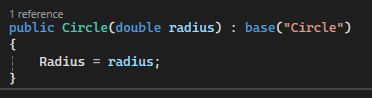 1 reference
public Circle(double radius) : base("Circle")
{
    Radius = radius;
}